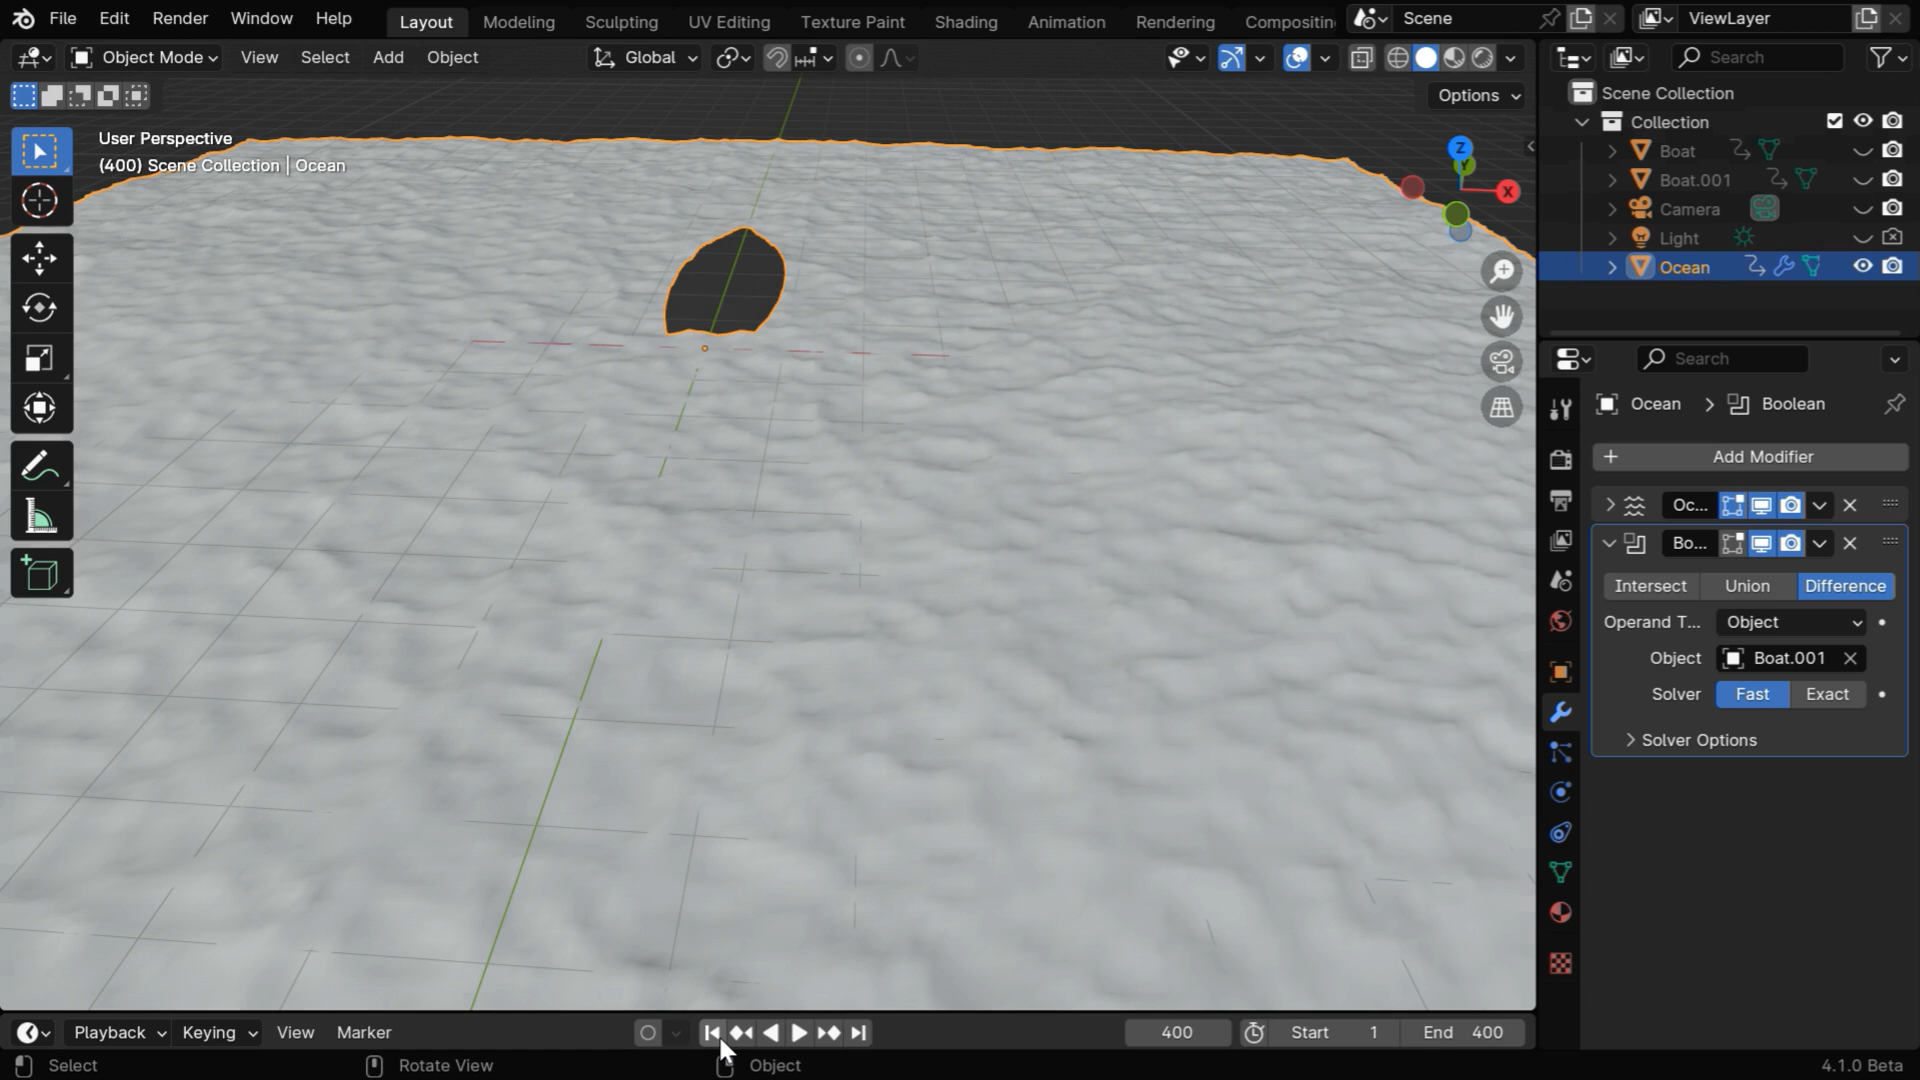 File Edit Render Window Help
Layout Modeling Sculpting UV Editing Texture Paint Shading Animation Rendering Compositin
Scene
ViewLayer
Object Mode View Select Add Object
Global
Search
Options
User Perspective
(400) Scene Collection | Ocean
Z
Y
X
Scene Collection
Collection
Boat
Boat.001
Camera
Light
Ocean
Search
Ocean > Boolean
+ Add Modifier
Oc...
Bo...
Intersect Union Difference
Operand T... Object
Object Boat.001
Solver Fast Exact
Solver Options
Playback Keying View Marker
400 Start 1 End 400
Select Rotate View Object
4.1.0 Beta